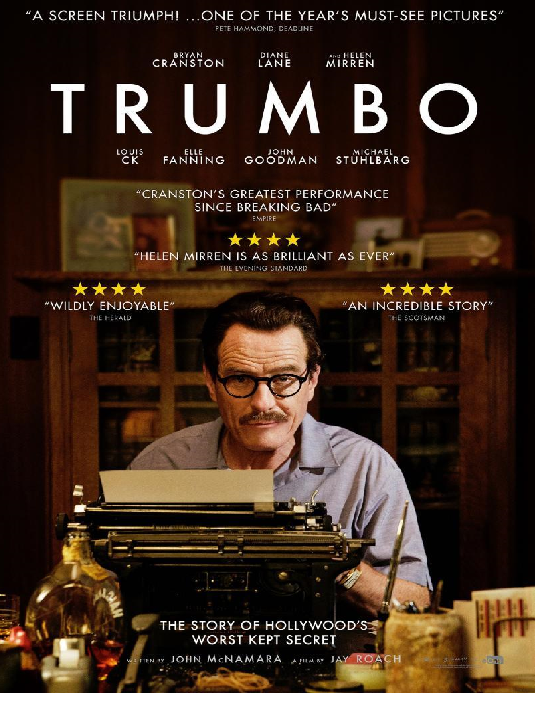 “A SCREEN TRIUMPH! ...ONE OF THE YEAR’S MUST-SEE PICTURES”
PETE HAMMOND, DEADLINE
BRYAN CRANSTON DIANE LANE AND HELEN MIRREN
TRUMBO
LOUIS CK ELLE FANNING JOHN GOODMAN MICHAEL STUHLBARG
“CRANSTON’S GREATEST PERFORMANCE
SINCE BREAKING BAD”
EMPIRE
“HELEN MIRREN IS AS BRILLIANT AS EVER”
THE EVENING STANDARD
“WILDLY ENJOYABLE”
THE HERALD
“AN INCREDIBLE STORY”
THE SCOTSMAN
THE STORY OF HOLLYWOOD’S
WORST KEPT SECRET
WRITTEN BY JOHN McNAMARA A FILM BY JAY ROACH